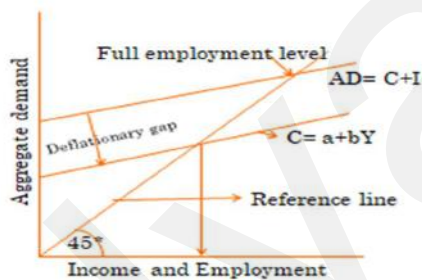 Full employment level
AD= C+I
Deflationary gap
C= a+bY
Reference line
45°
Aggregate demand
Income and Employment